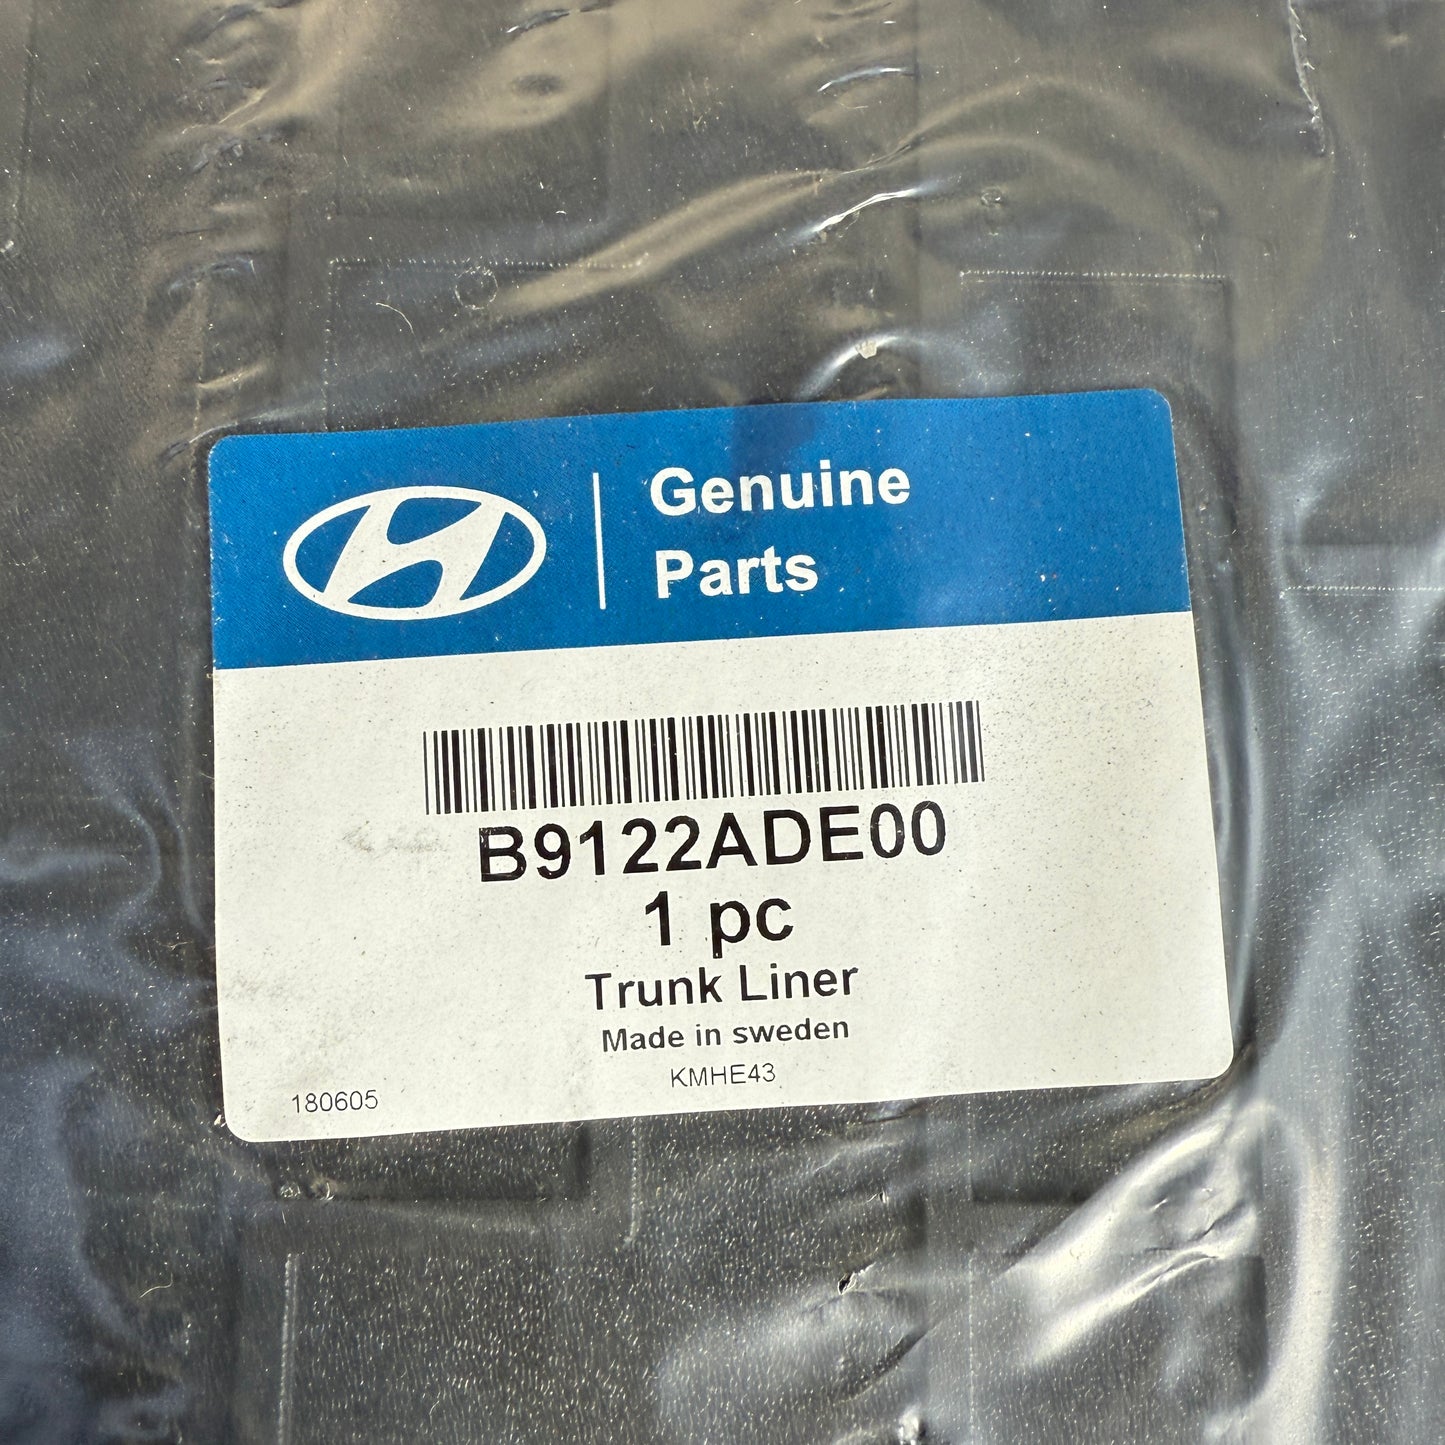 Genuine
Parts
B9122ADE00
1 pc
Trunk Liner
Made in sweden
KMHE43
180605